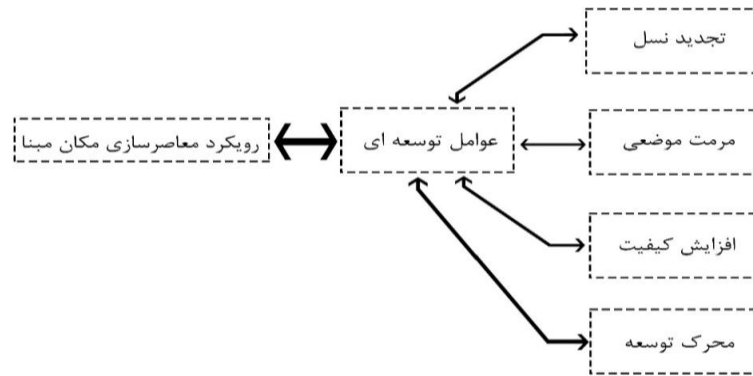 تجدید نسل
رویکرد معاصرسازی مکان مبنا
عوامل توسعه ای
مرمت موضعی
افزایش کیفیت
محرک توسعه